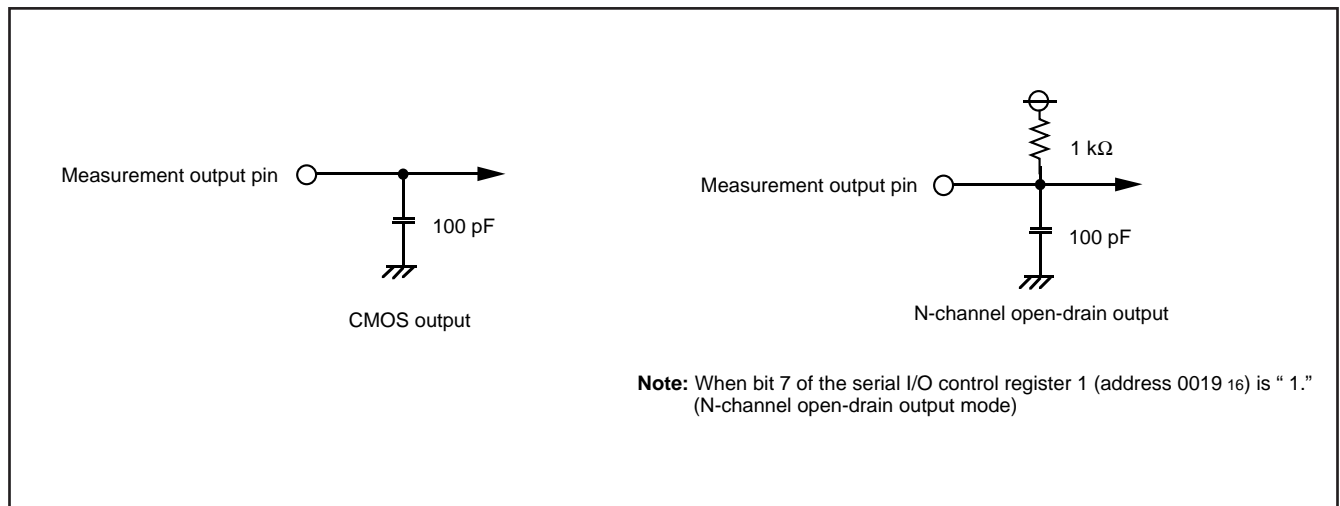 Measurement output pin
100 pF
CMOS output
1 kΩ
Measurement output pin
100 pF
N-channel open-drain output
Note: When bit 7 of the serial I/O control register 1 (address 0019 16) is “ 1.”
(N-channel open-drain output mode)